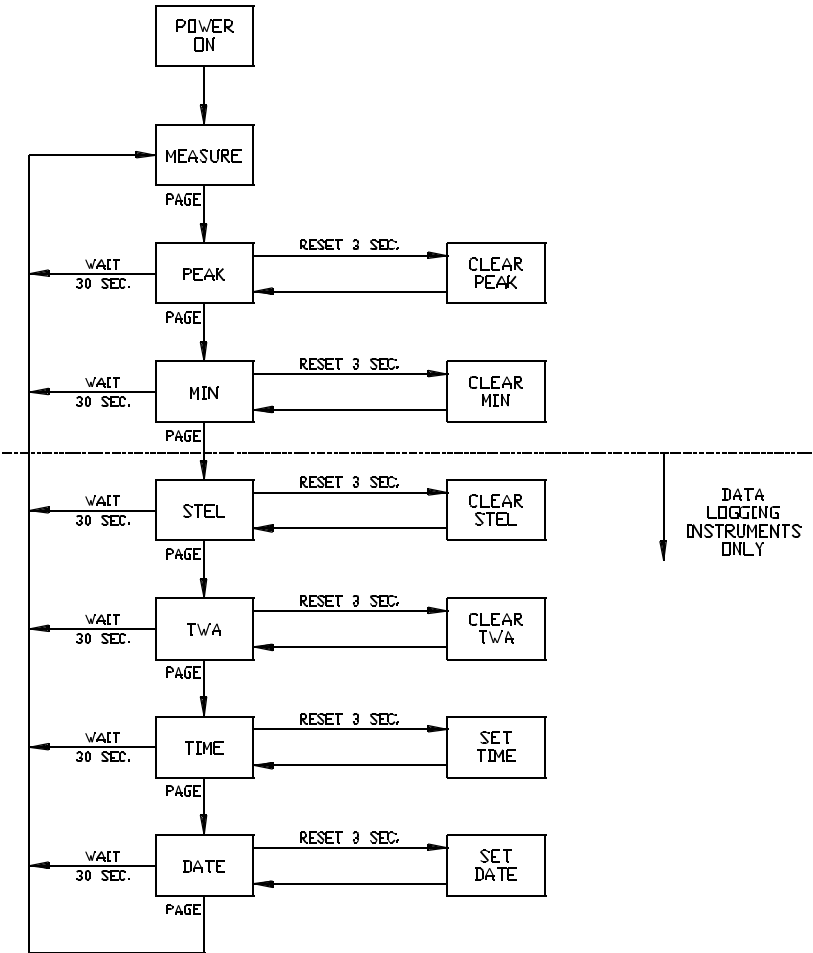 POWER
ON
MEASURE
PAGE
WAIT
30 SEC.
PEAK
RESET 3 SEC.
CLEAR
PEAK
PAGE
WAIT
30 SEC.
MIN
RESET 3 SEC.
CLEAR
MIN
PAGE
WAIT
30 SEC.
STEL
RESET 3 SEC.
CLEAR
STEL
DATA
LOGGING
INSTRUMENTS
ONLY
PAGE
WAIT
30 SEC.
TWA
RESET 3 SEC.
CLEAR
TWA
PAGE
WAIT
30 SEC.
TIME
RESET 3 SEC.
SET
TIME
PAGE
WAIT
30 SEC.
DATE
RESET 3 SEC.
SET
DATE
PAGE